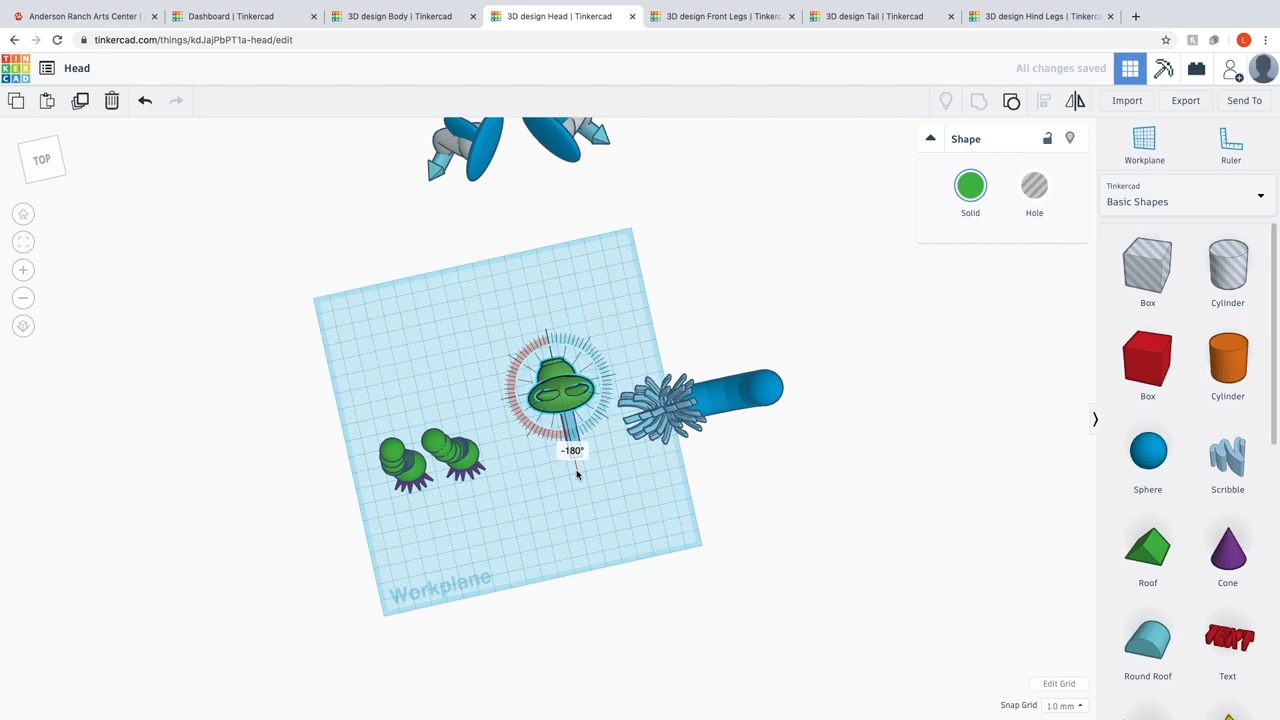 Anderson Ranch Arts Center |
Dashboard | Tinkercad
3D design Body | Tinkercad
3D design Head | Tinkercad
3D design Front Legs | Tinkerc
3D design Tail | Tinkercad
3D design Hind Legs | Tinkerc
tinkercad.com/things/kdJajPbPT1a-head/edit
L
TIN
KER
CAD
Head
All changes saved
Import
Export
Send To
TOP
Shape
Solid
Hole
Workplane
Ruler
Tinkercad
Basic Shapes
Box
Cylinder
Box
Cylinder
Sphere
Scribble
Roof
Cone
TEXT
Round Roof
Text
-180°
Workplane
Edit Grid
Snap Grid
1.0 mm